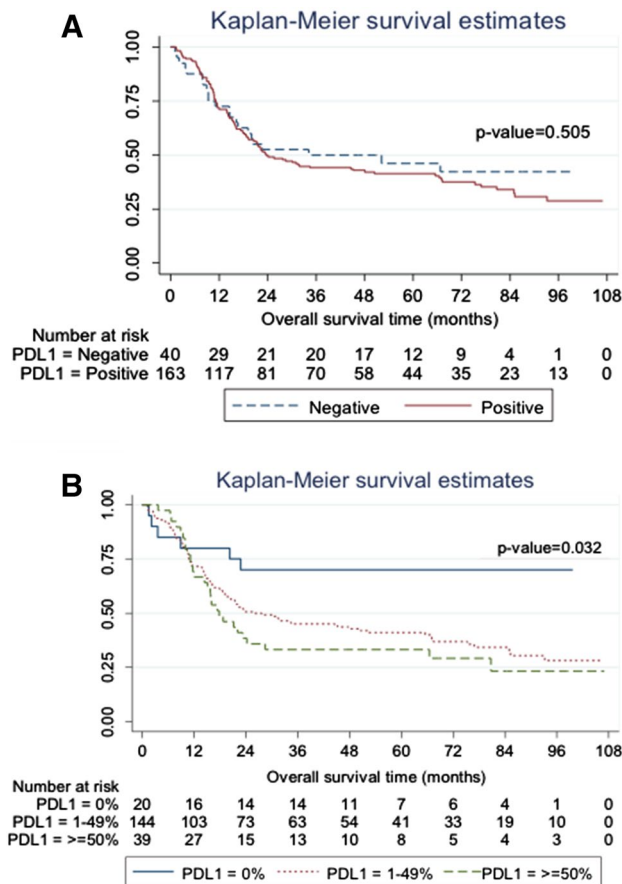 A
Kaplan-Meier survival estimates
1.00
0.75
0.50
0.25
0.00
p-value=0.505
0 12 24 36 48 60 72 84 96 108
Overall survival time (months)
Number at risk
PDL1 = Negative 40 29 21 20 17 12 9 4 1 0
PDL1 = Positive 163 117 81 70 58 44 35 23 13 0
Negative Positive
B
Kaplan-Meier survival estimates
1.00
0.75
0.50
0.25
0.00
p-value=0.032
0 12 24 36 48 60 72 84 96 108
Overall survival time (months)
Number at risk
PDL1 = 0% 20 16 14 14 11 7 6 4 1 0
PDL1 = 1-49% 144 103 73 63 54 41 33 19 10 0
PDL1 = >=50% 39 27 15 13 10 8 5 4 3 0
PDL1 = 0% PDL1 = 1-49% PDL1 = >=50%